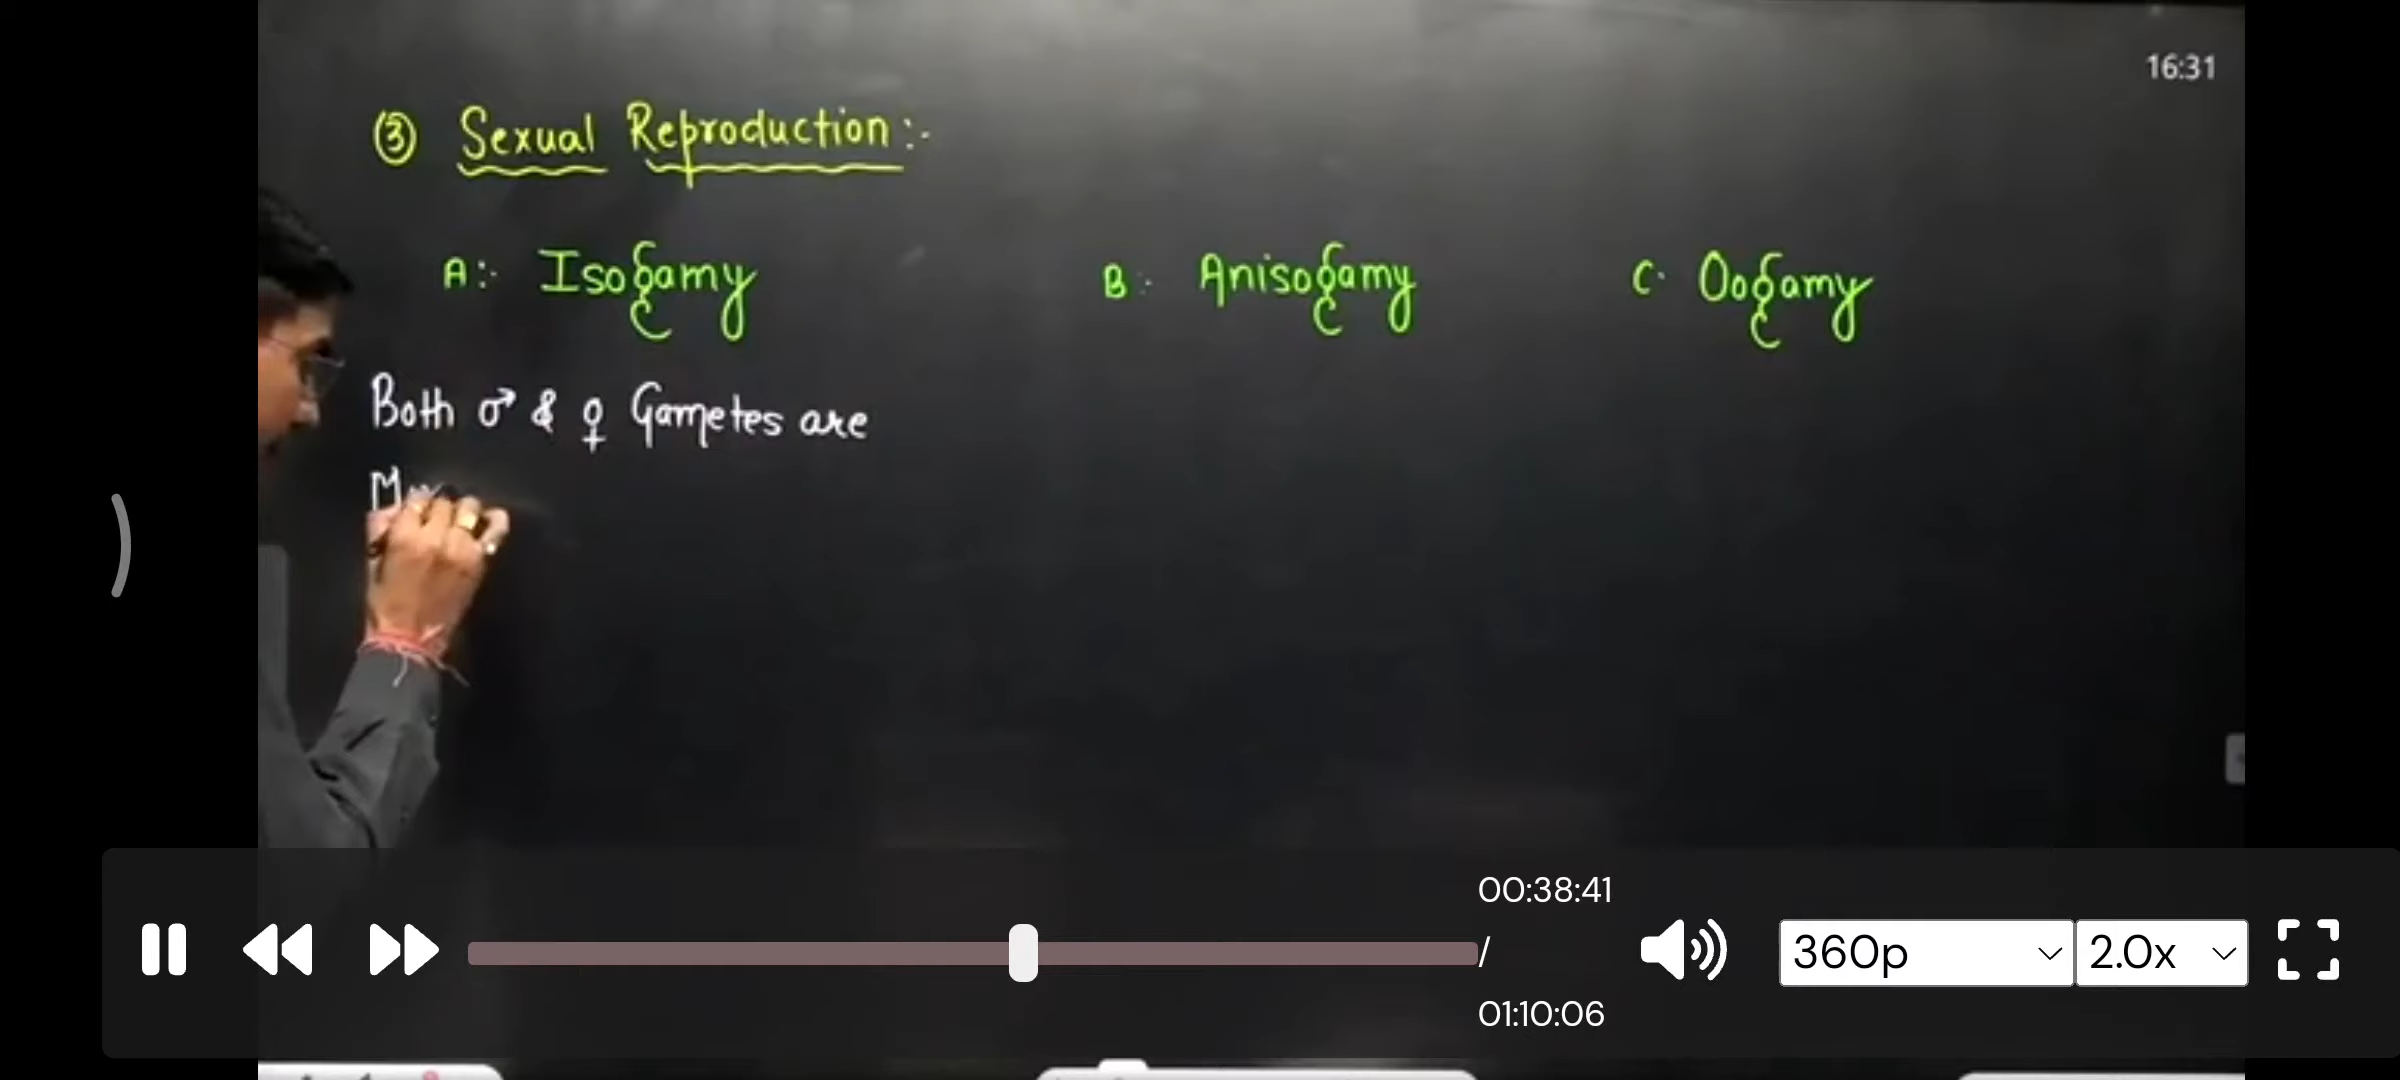 16:31
③ Sexual Reproduction :-
A:- Isogamy B:- Anisogamy C. Oogamy
Both ♂ & ♀ Gametes are
00:38:41
/
360p 2.0x
01:10:06